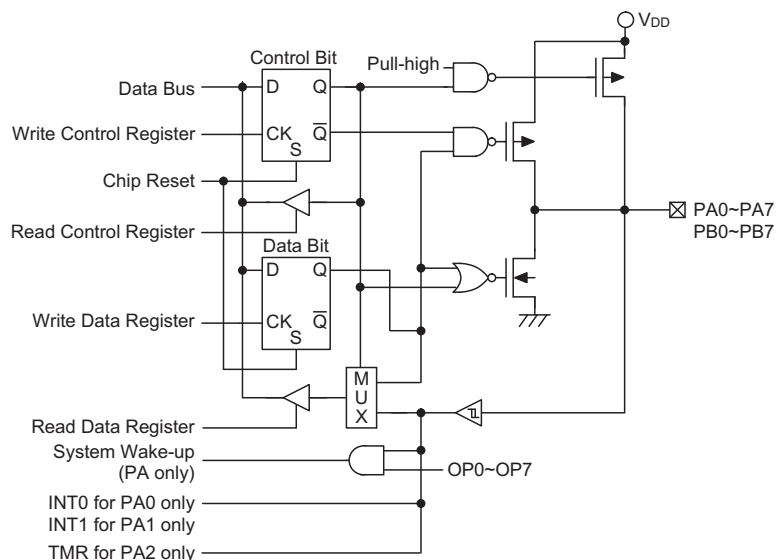 VDD
Control Bit
Pull-high
Data Bus
D
Q
Write Control Register
CK
Q
S
Chip Reset
PA0~PA7
PB0~PB7
Read Control Register
Data Bit
D
Q
Write Data Register
CK
Q
S
M
U
X
Read Data Register
System Wake-up
(PA only)
OP0~OP7
INT0 for PA0 only
INT1 for PA1 only
TMR for PA2 only